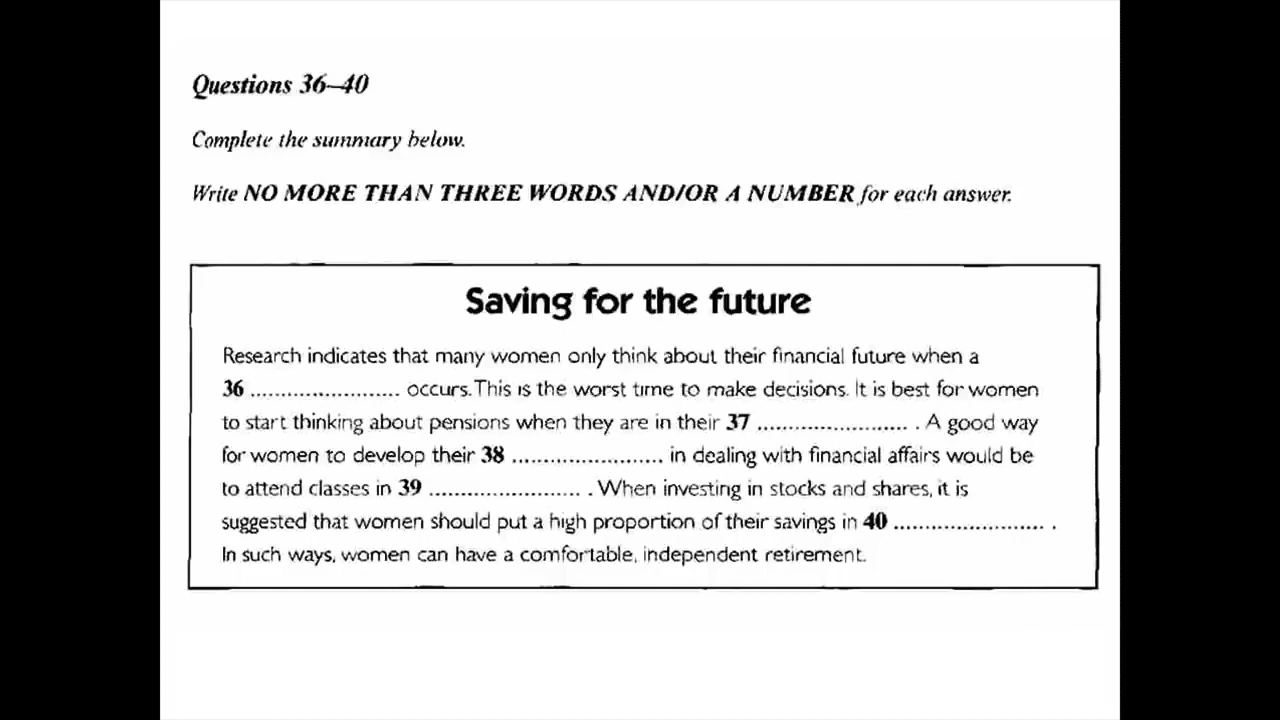 Questions 36–40
Complete the summary below.
Write NO MORE THAN THREE WORDS AND/OR A NUMBER for each answer.
Saving for the future
Research indicates that many women only think about their financial future when a
36 ........................ occurs. This is the worst time to make decisions. It is best for women
to start thinking about pensions when they are in their 37 ........................ . A good way
for women to develop their 38 ........................ in dealing with financial affairs would be
to attend classes in 39 ........................ . When investing in stocks and shares, it is
suggested that women should put a high proportion of their savings in 40 ........................ .
In such ways, women can have a comfortable, independent retirement.